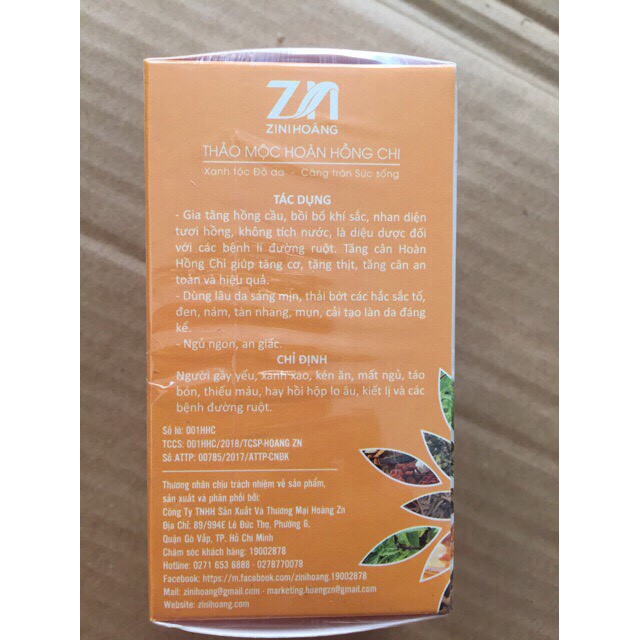 Zn
ZINIHOÀNG
THẢO MỘC HOÀN HỒNG CHI
Xanh tóc Đỏ da - Căng tràn Sức sống
TÁC DỤNG
- Gia tăng hồng cầu, bồi bổ khí sắc, nhan diện
tươi hồng, không tích nước, là diệu dược đối
với các bệnh lí đường ruột. Tăng cân Hoàn
Hồng Chi giúp tăng cơ, tăng thịt, tăng cân an
toàn và hiệu quả.
- Dùng lâu da sáng mịn, thải bớt các hắc sắc tố,
đen, nám, tàn nhang, mụn, cải tạo làn da đáng
kể.
- Ngủ ngon, an giấc.
CHỈ ĐỊNH
Người gầy yếu, xanh xao, kén ăn, mất ngủ, táo
bón, thiếu máu, hay hồi hộp lo âu, kiết lị và các
bệnh đường ruột.
Số lô: 001HHC
TCCS: 001HHC/2018/TCSP-HOANG ZN
Số ATTP: 00785/2017/ATTP-CNĐK
Thương nhân chịu trách nhiệm về sản phẩm,
sản xuất và phân phối bởi:
Công Ty TNHH Sản Xuất Và Thương Mại Hoàng Zn
Địa Chỉ: 89/994E Lê Đức Thọ, Phường 6,
Quận Gò Vấp, TP. Hồ Chí Minh
Chăm sóc khách hàng: 19002878
Hotline: 0271 653 6888 - 0278770078
Facebook: https://m.facebook.com/zinihoang.19002878
Email: zinihoang@gmail.com - marketing.huangzn@gmail.com
Website: zinihoang.com